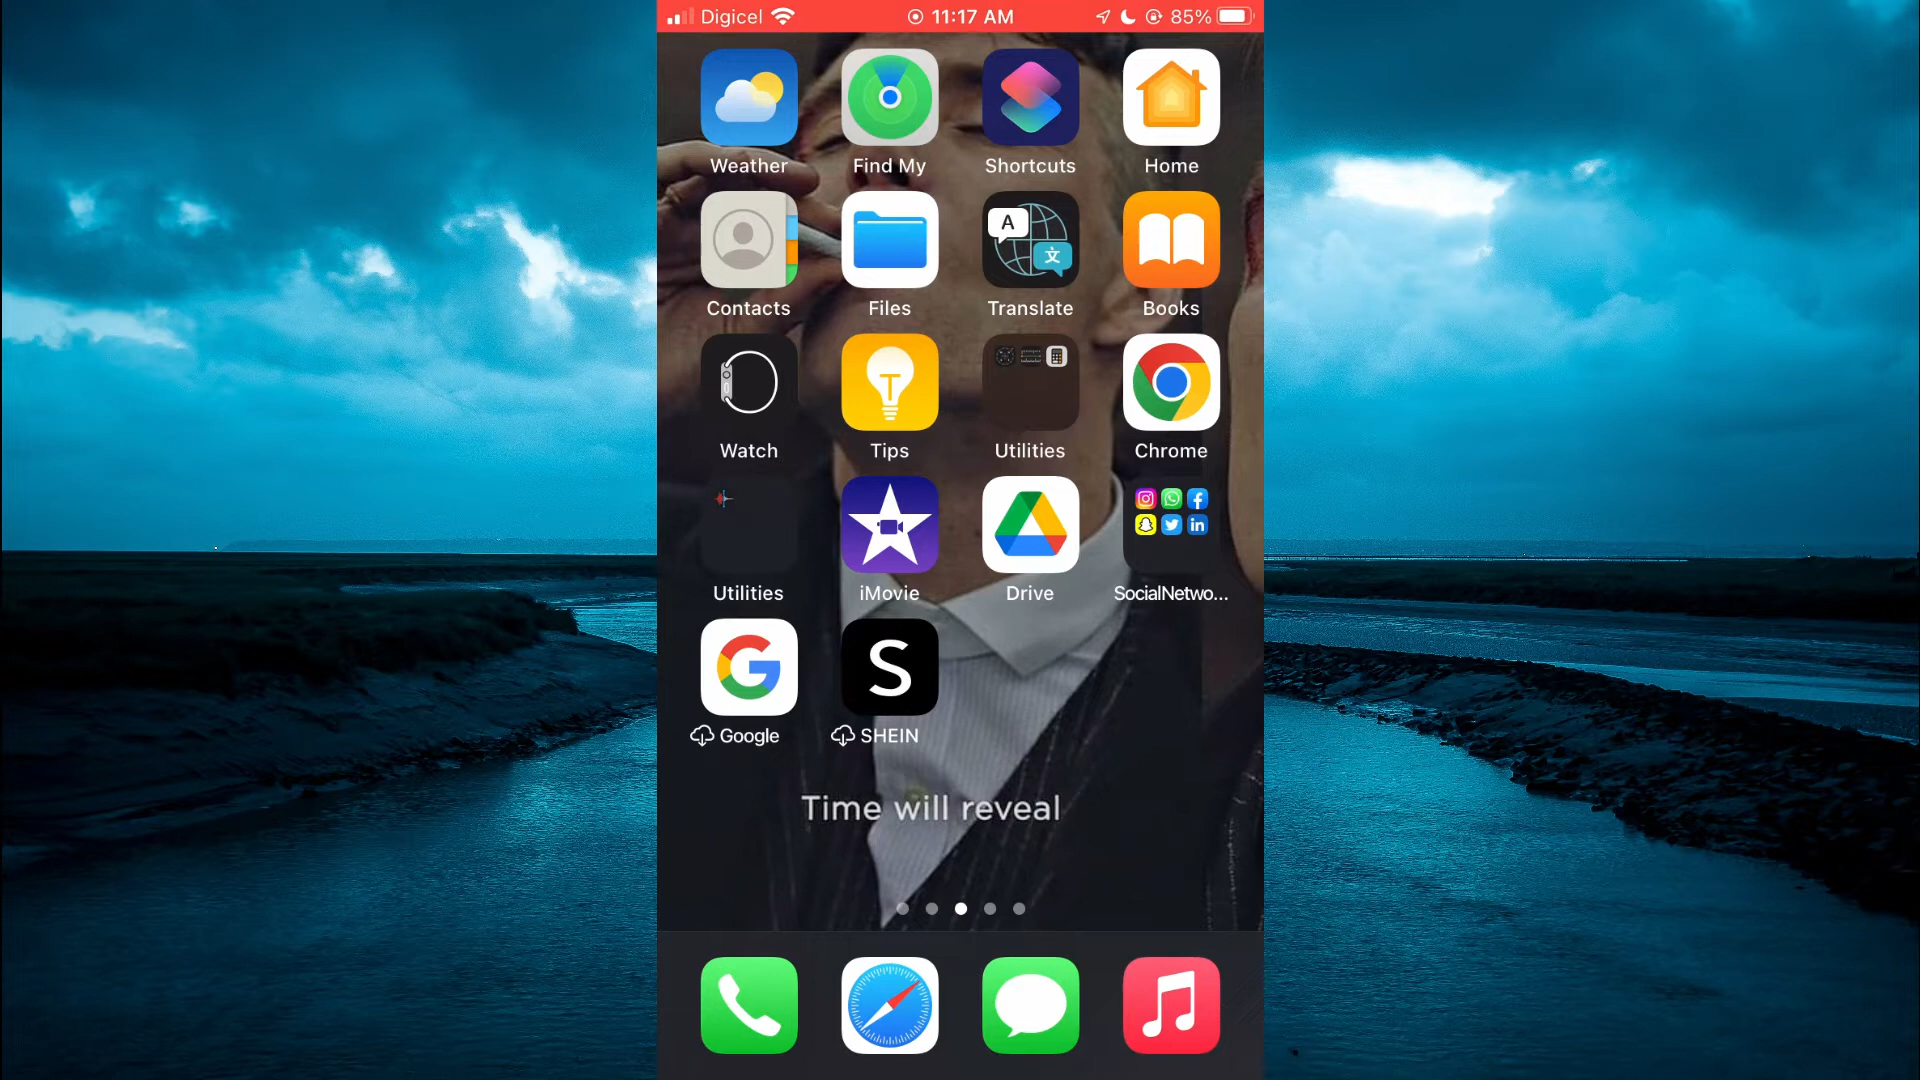 Digicel 11:17 AM 85%
Weather Find My Shortcuts Home
A 文
Contacts Files Translate Books
T
Watch Tips Utilities Chrome
f in
Utilities iMovie Drive SocialNetwo...
G S
Google SHEIN
Time will reveal